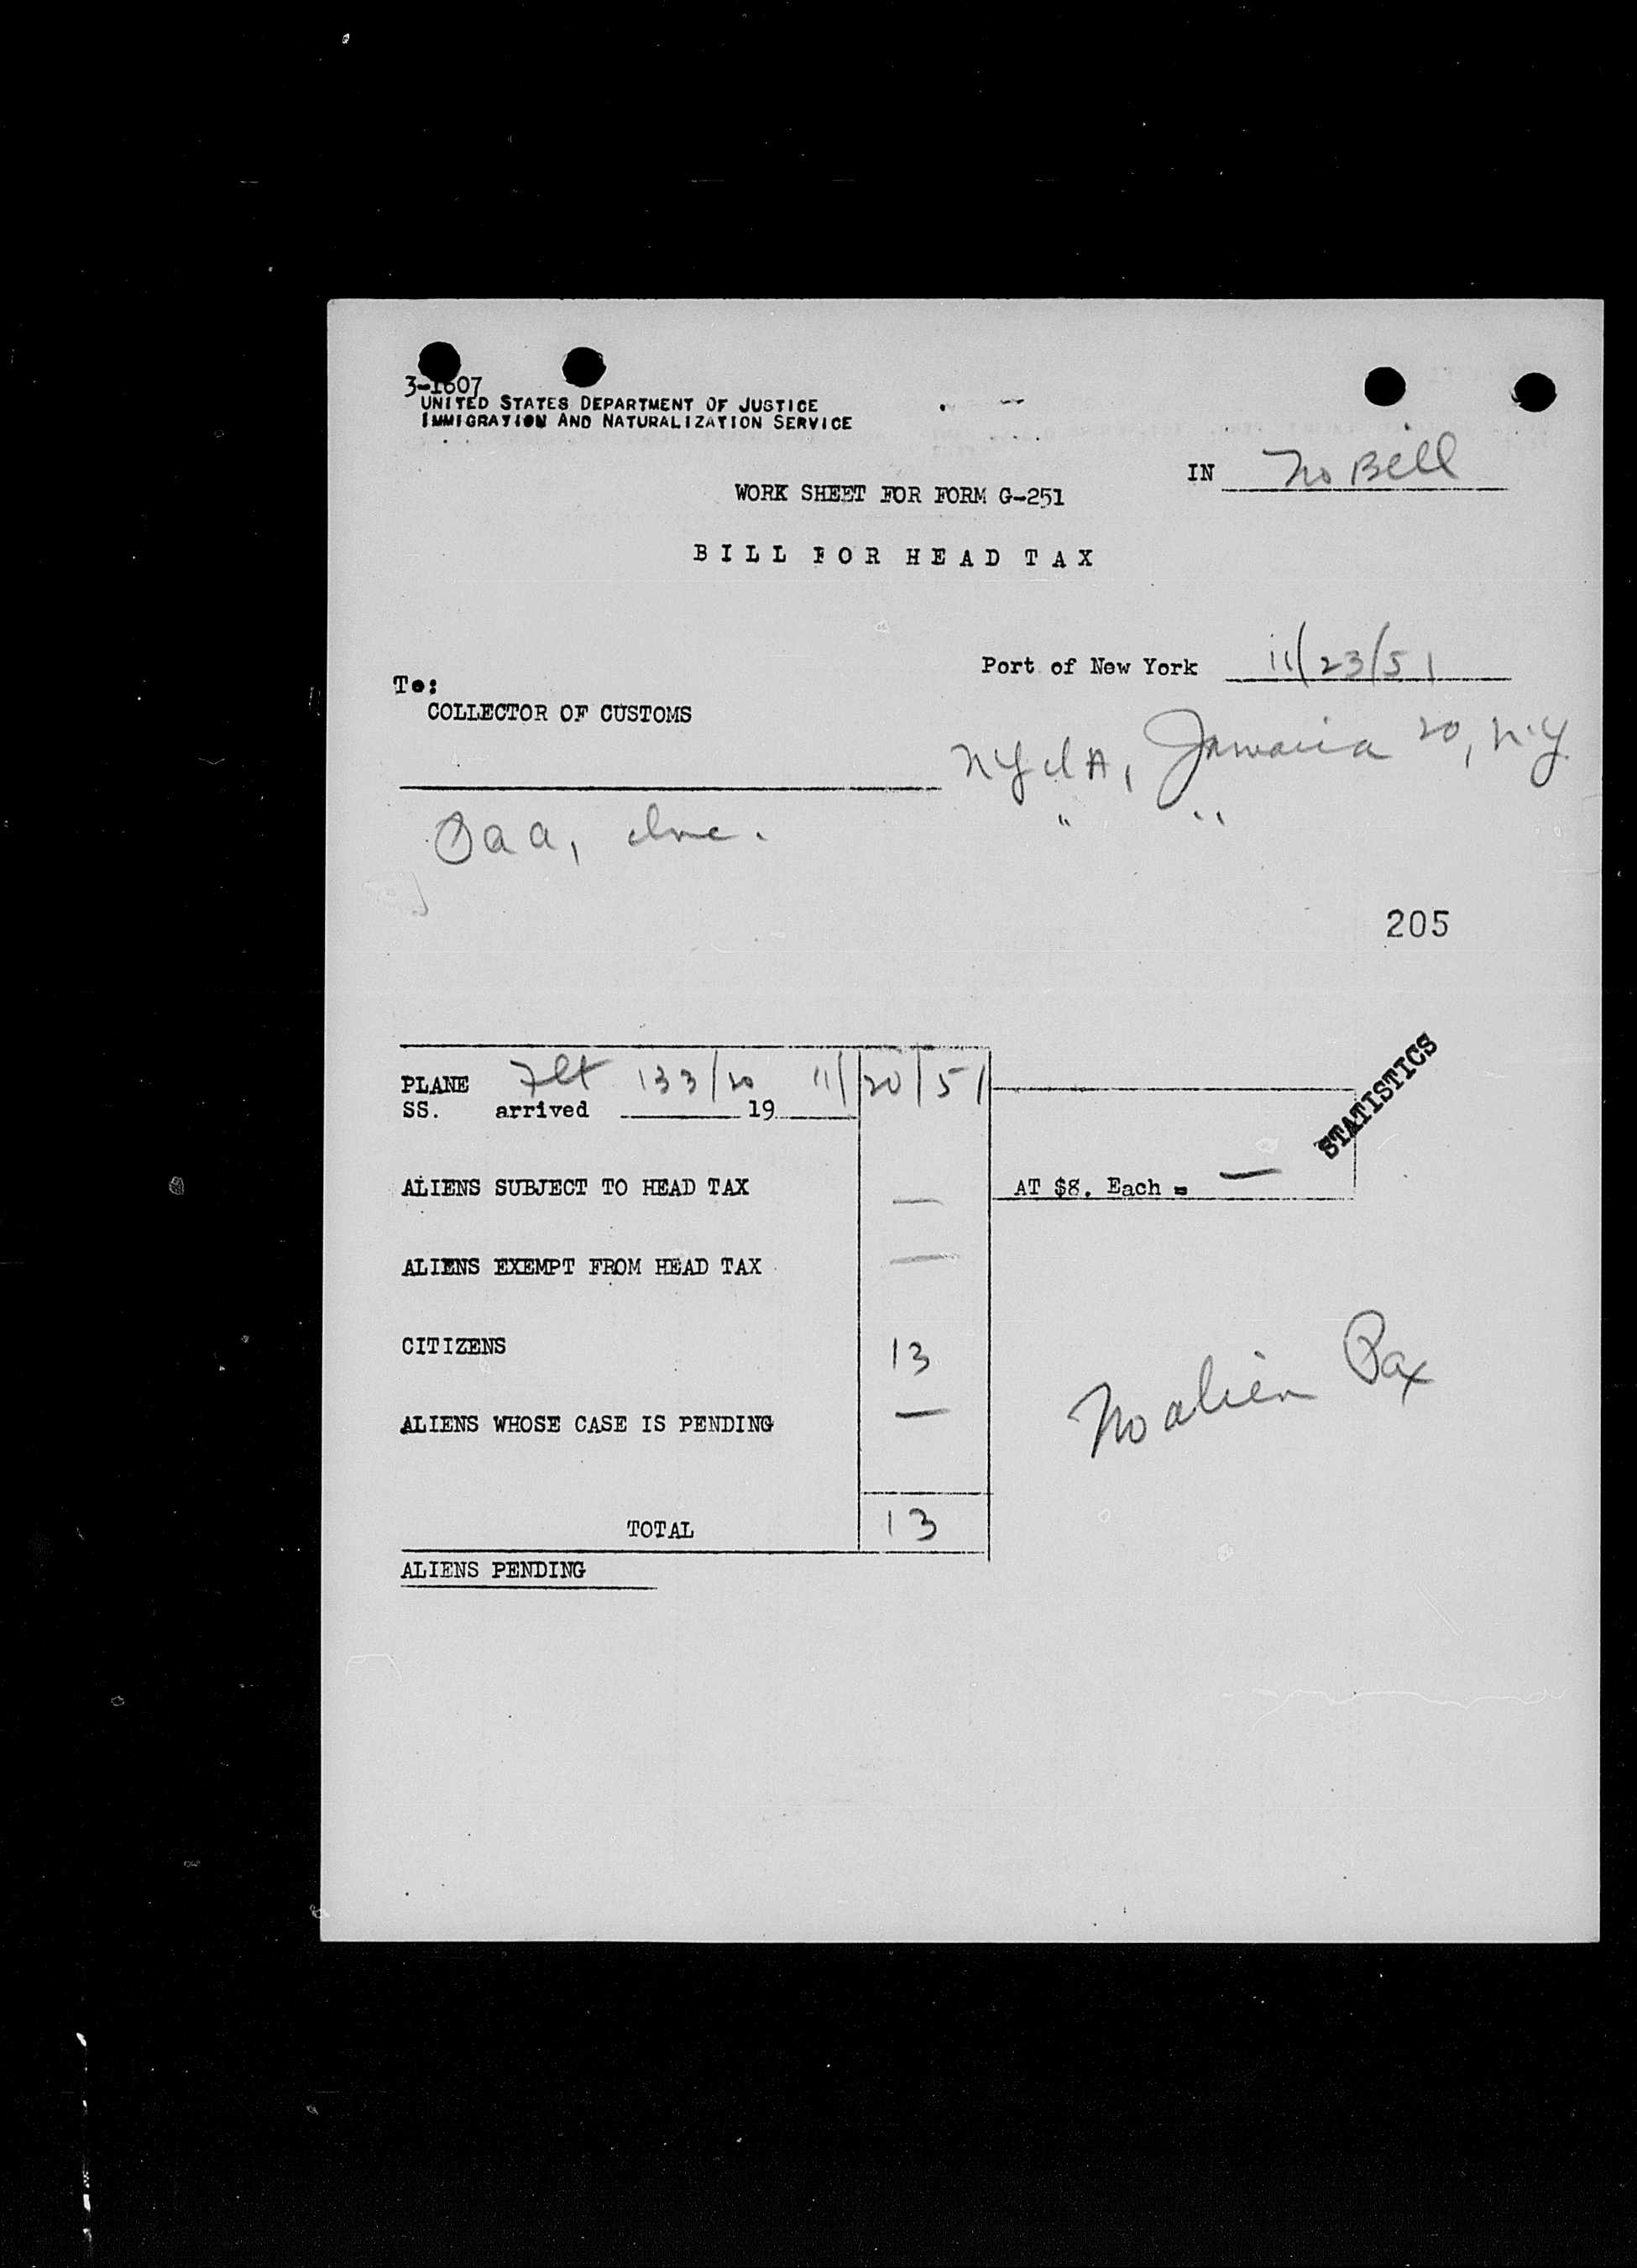 3-1607
UNITED STATES DEPARTMENT OF JUSTICE
IMMIGRATION AND NATURALIZATION SERVICE
IN No Bill
WORK SHEET FOR FORM G-251
BILL FOR HEAD TAX
Port of New York 11/23/51
To:
COLLECTOR OF CUSTOMS
NYIA, Jamaica 20, N.Y
PAA, Inc. " "
205
PLANE Flt 133/20 11/20/51
SS. arrived 19
STATISTICS
ALIENS SUBJECT TO HEAD TAX — AT $8. Each = —
ALIENS EXEMPT FROM HEAD TAX —
CITIZENS 13
No alien Pax
ALIENS WHOSE CASE IS PENDING —
TOTAL 13
ALIENS PENDING